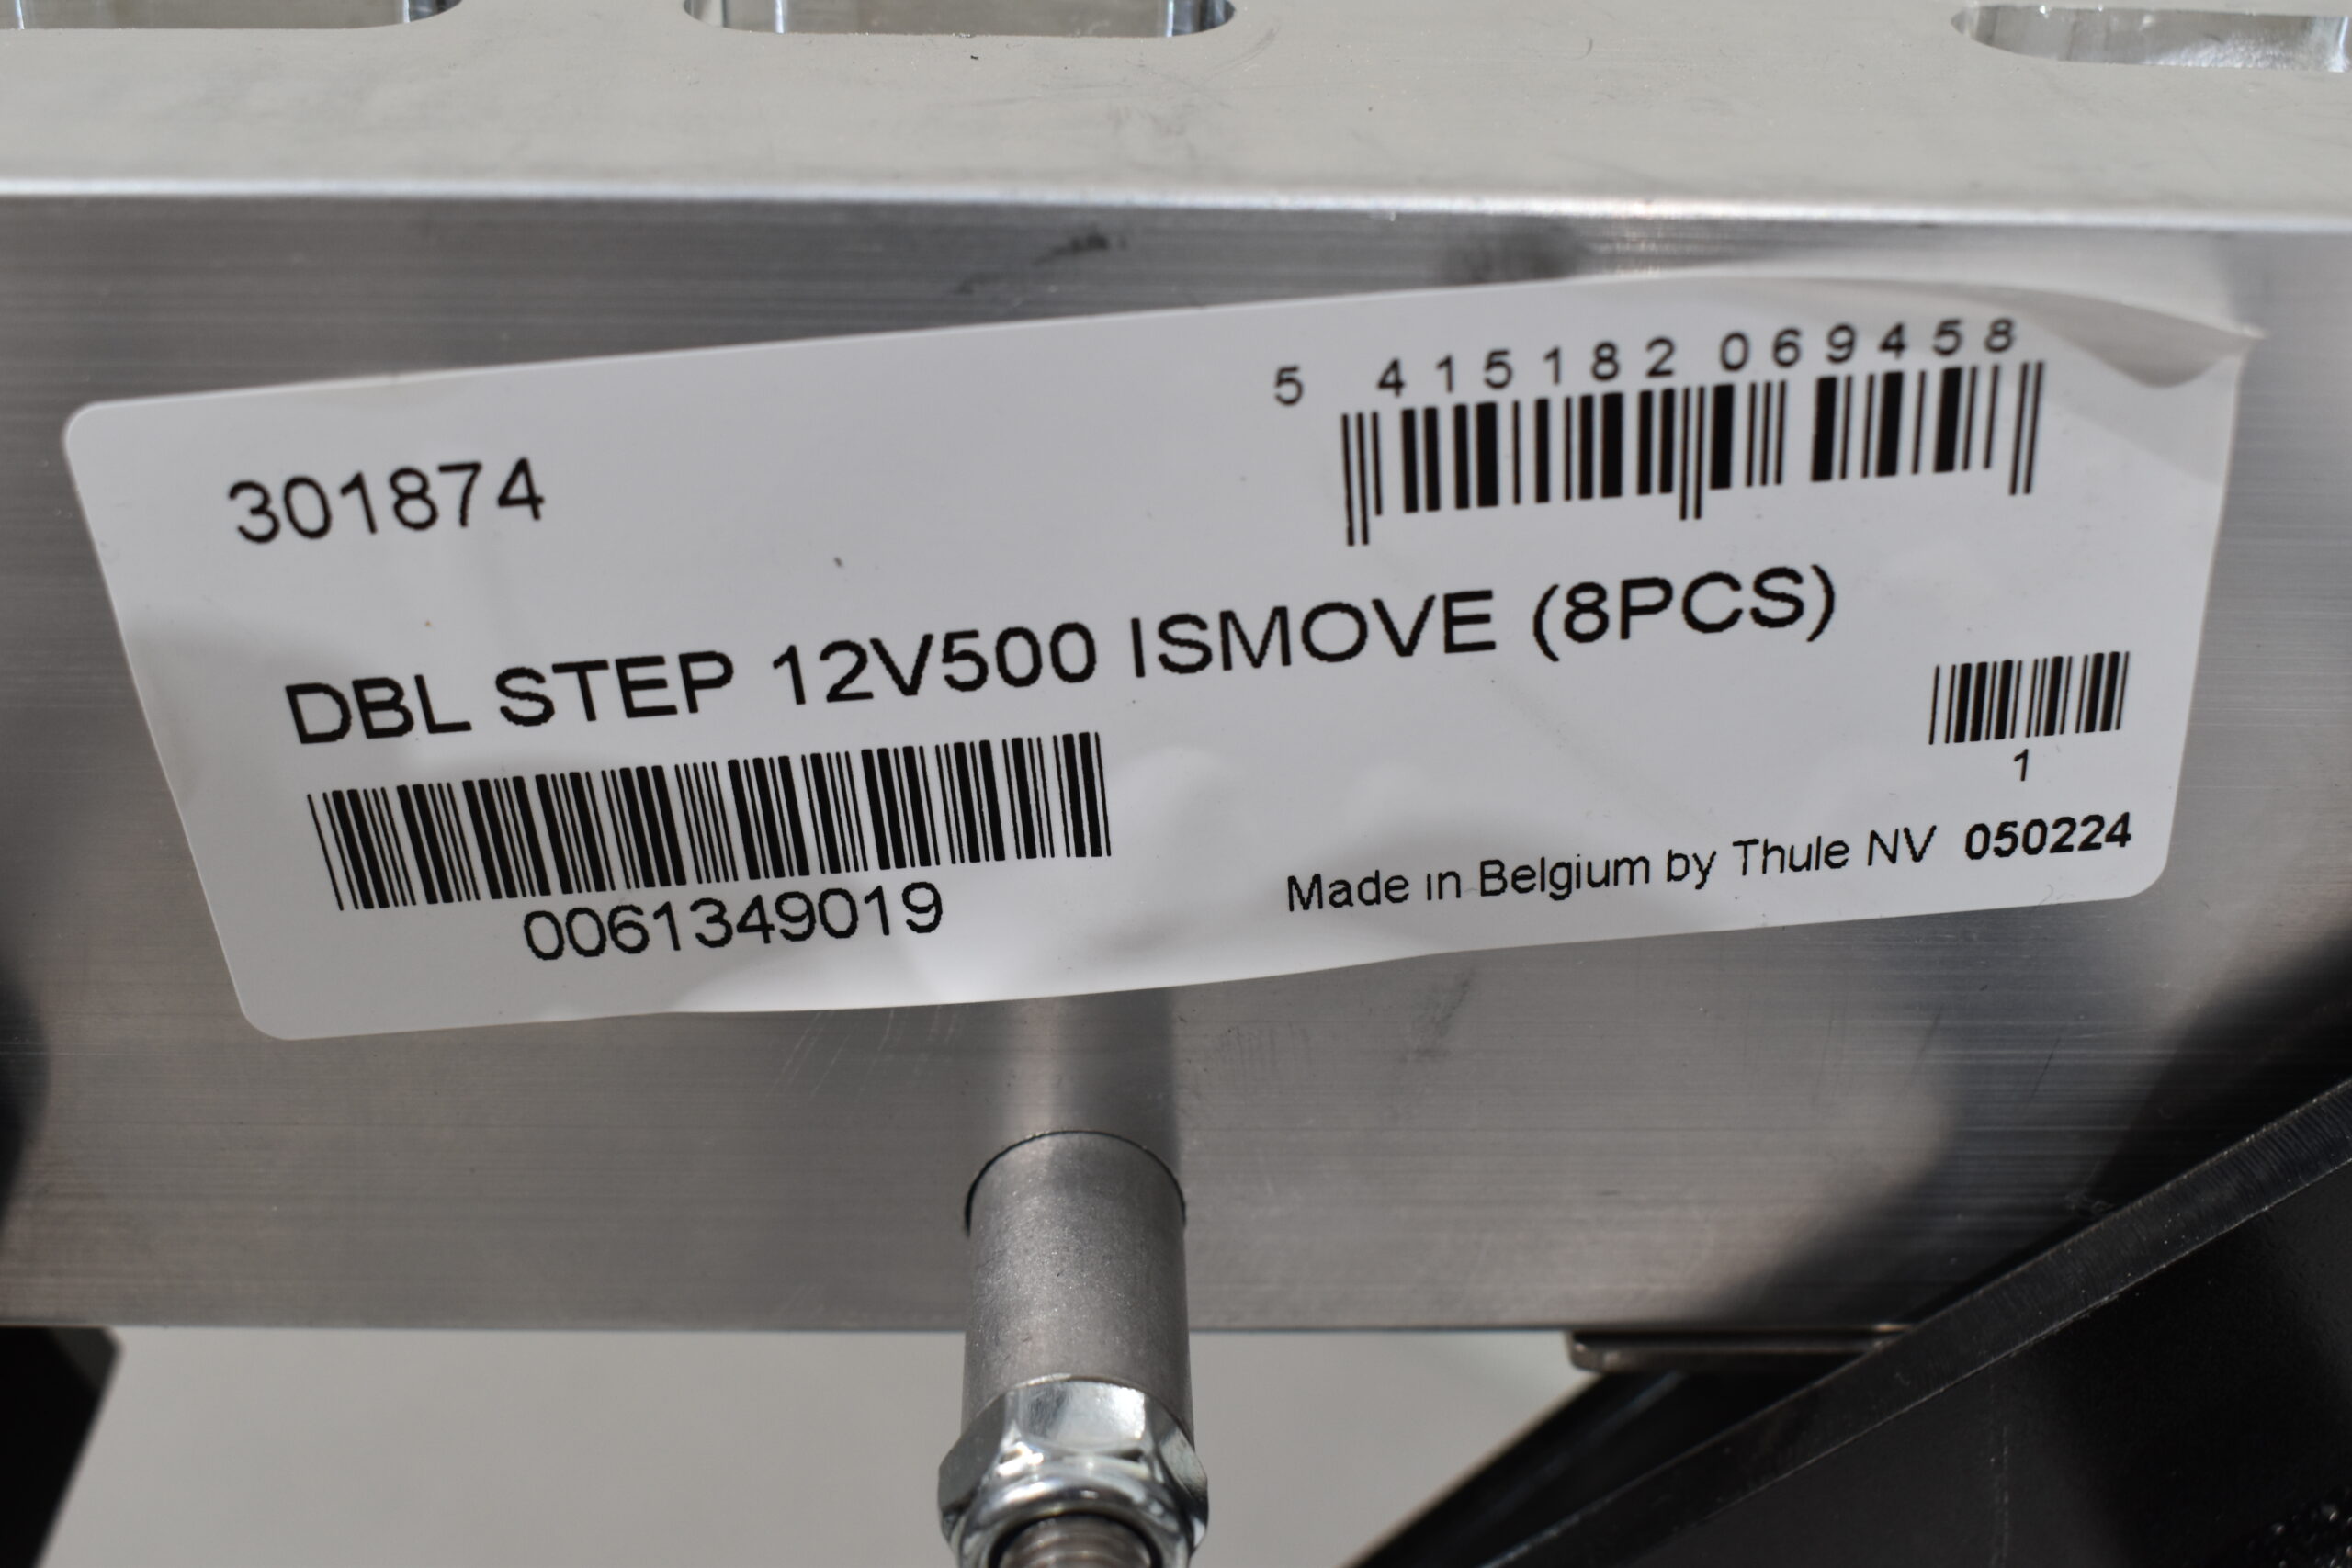 5 415182 069458
301874
DBL STEP 12V500 ISMOVE (8PCS)
1
0061349019
Made in Belgium by Thule NV 050224